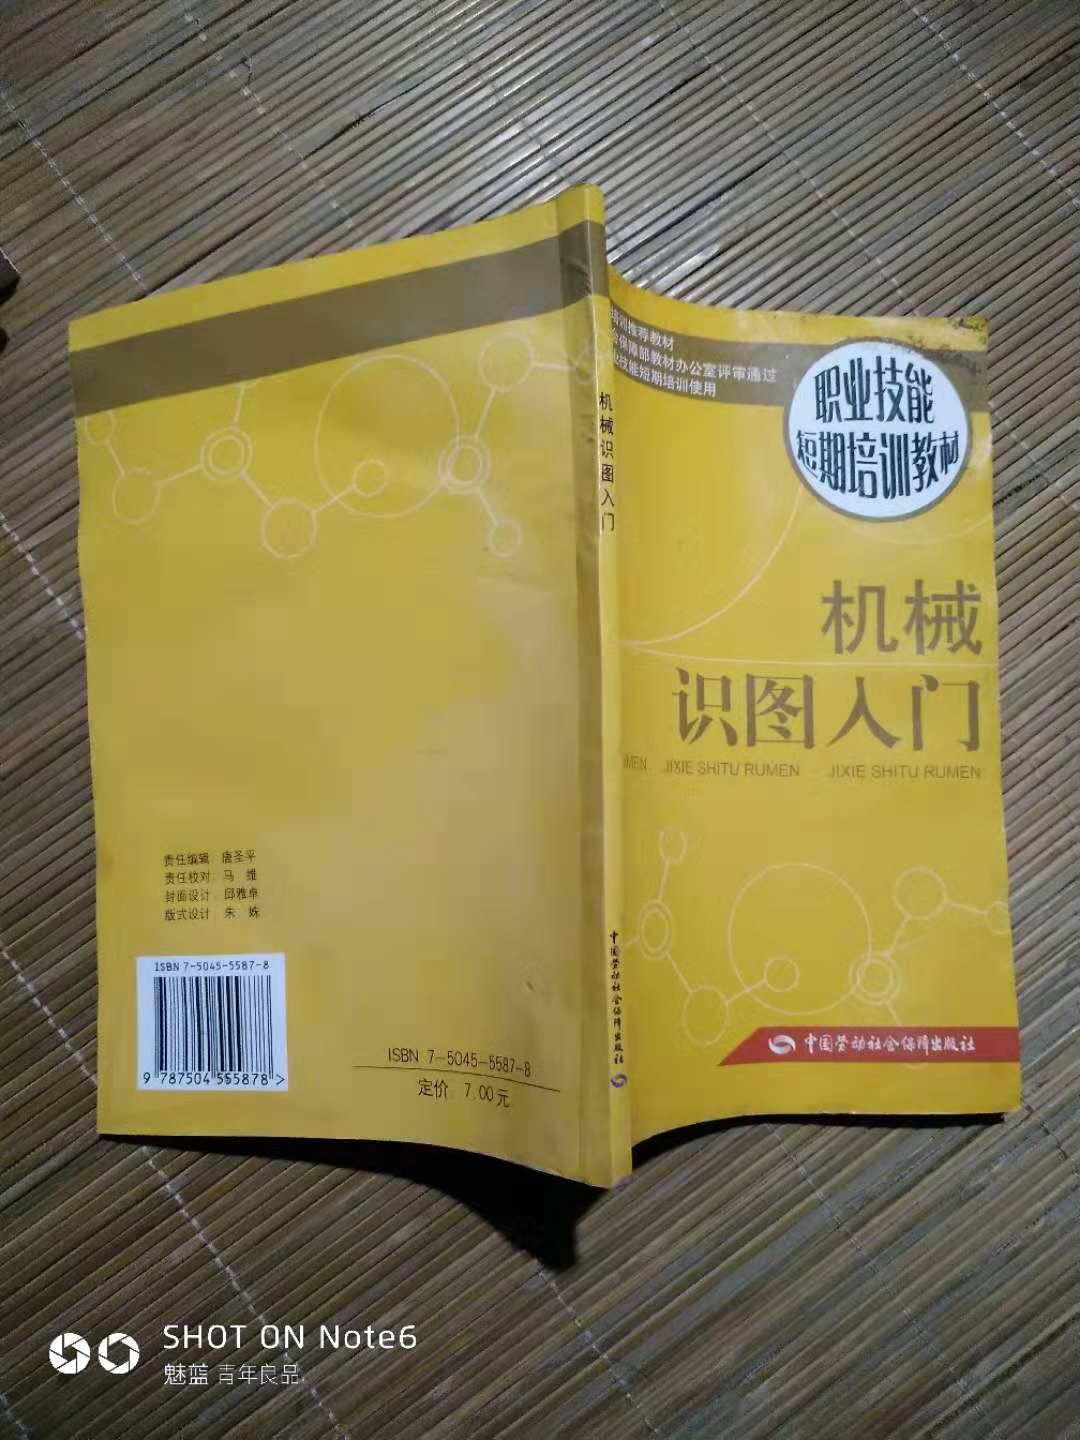 培训推荐教材
保障部教材办公室评审通过
业技能短期培训使用
职业技能
短期培训教材
机械
识图入门
JIXIE SHITU RUMEN
JIXIE SHITU RUMEN
中国劳动社会保障出版社
机械识图入门
中国劳动社会保障出版社
责任编辑 唐圣平
责任校对 马 维
封面设计 邱雅卓
版式设计 朱 姝
ISBN 7-5045-5587-8
9 787504 555878 >
ISBN 7-5045-5587-8
定价 7.00元
SHOT ON Note6
魅蓝 青年良品